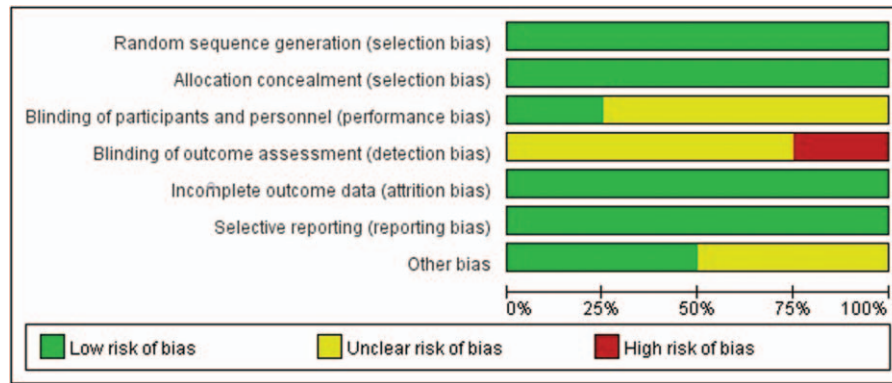 Random sequence generation (selection bias)
Allocation concealment (selection bias)
Blinding of participants and personnel (performance bias)
Blinding of outcome assessment (detection bias)
Incomplete outcome data (attrition bias)
Selective reporting (reporting bias)
Other bias
0% 25% 50% 75% 100%
Low risk of bias Unclear risk of bias High risk of bias